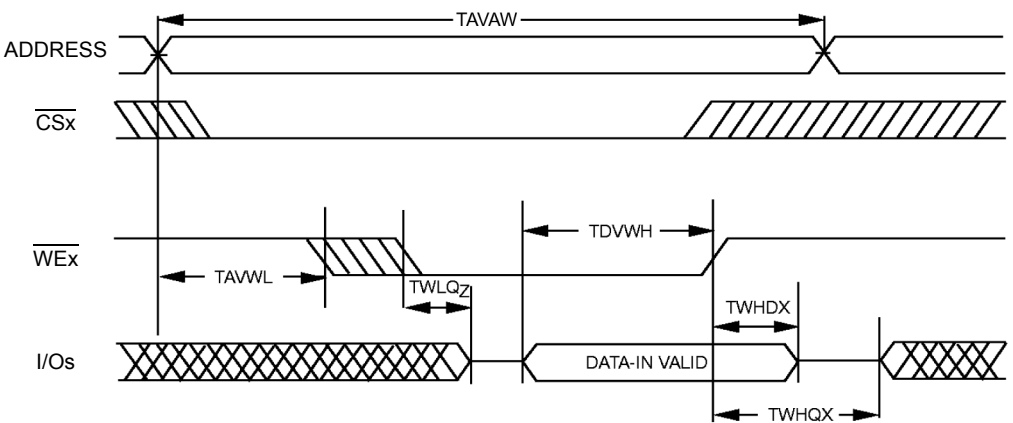 TAVAW
ADDRESS
CSx
TDVWH
WEx
TAVWL
TWLQZ
TWHDX
I/Os
DATA-IN VALID
TWHQX